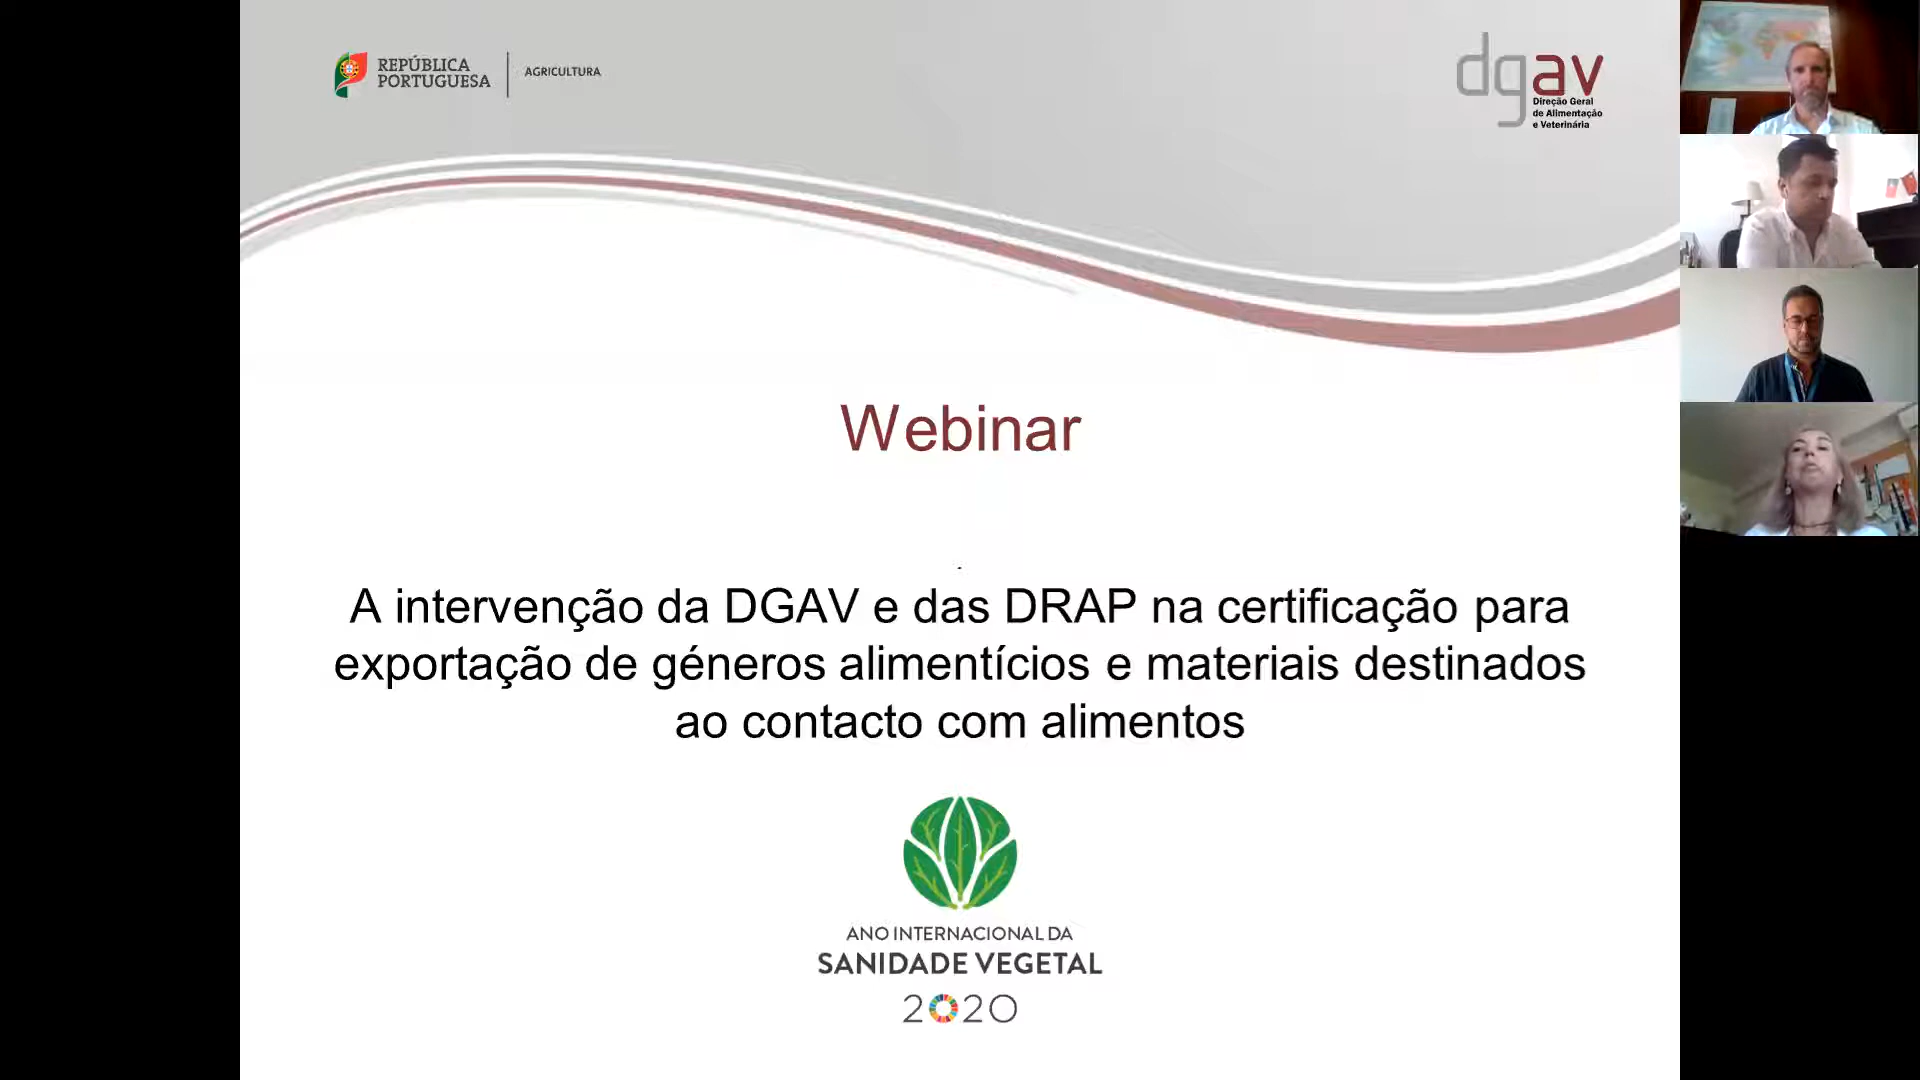 REPÚBLICA
PORTUGUESA
AGRICULTURA
dgav
Direção Geral
de Alimentação
e Veterinária
Webinar
A intervenção da DGAV e das DRAP na certificação para
exportação de géneros alimentícios e materiais destinados
ao contacto com alimentos
ANO INTERNACIONAL DA
SANIDADE VEGETAL
2020